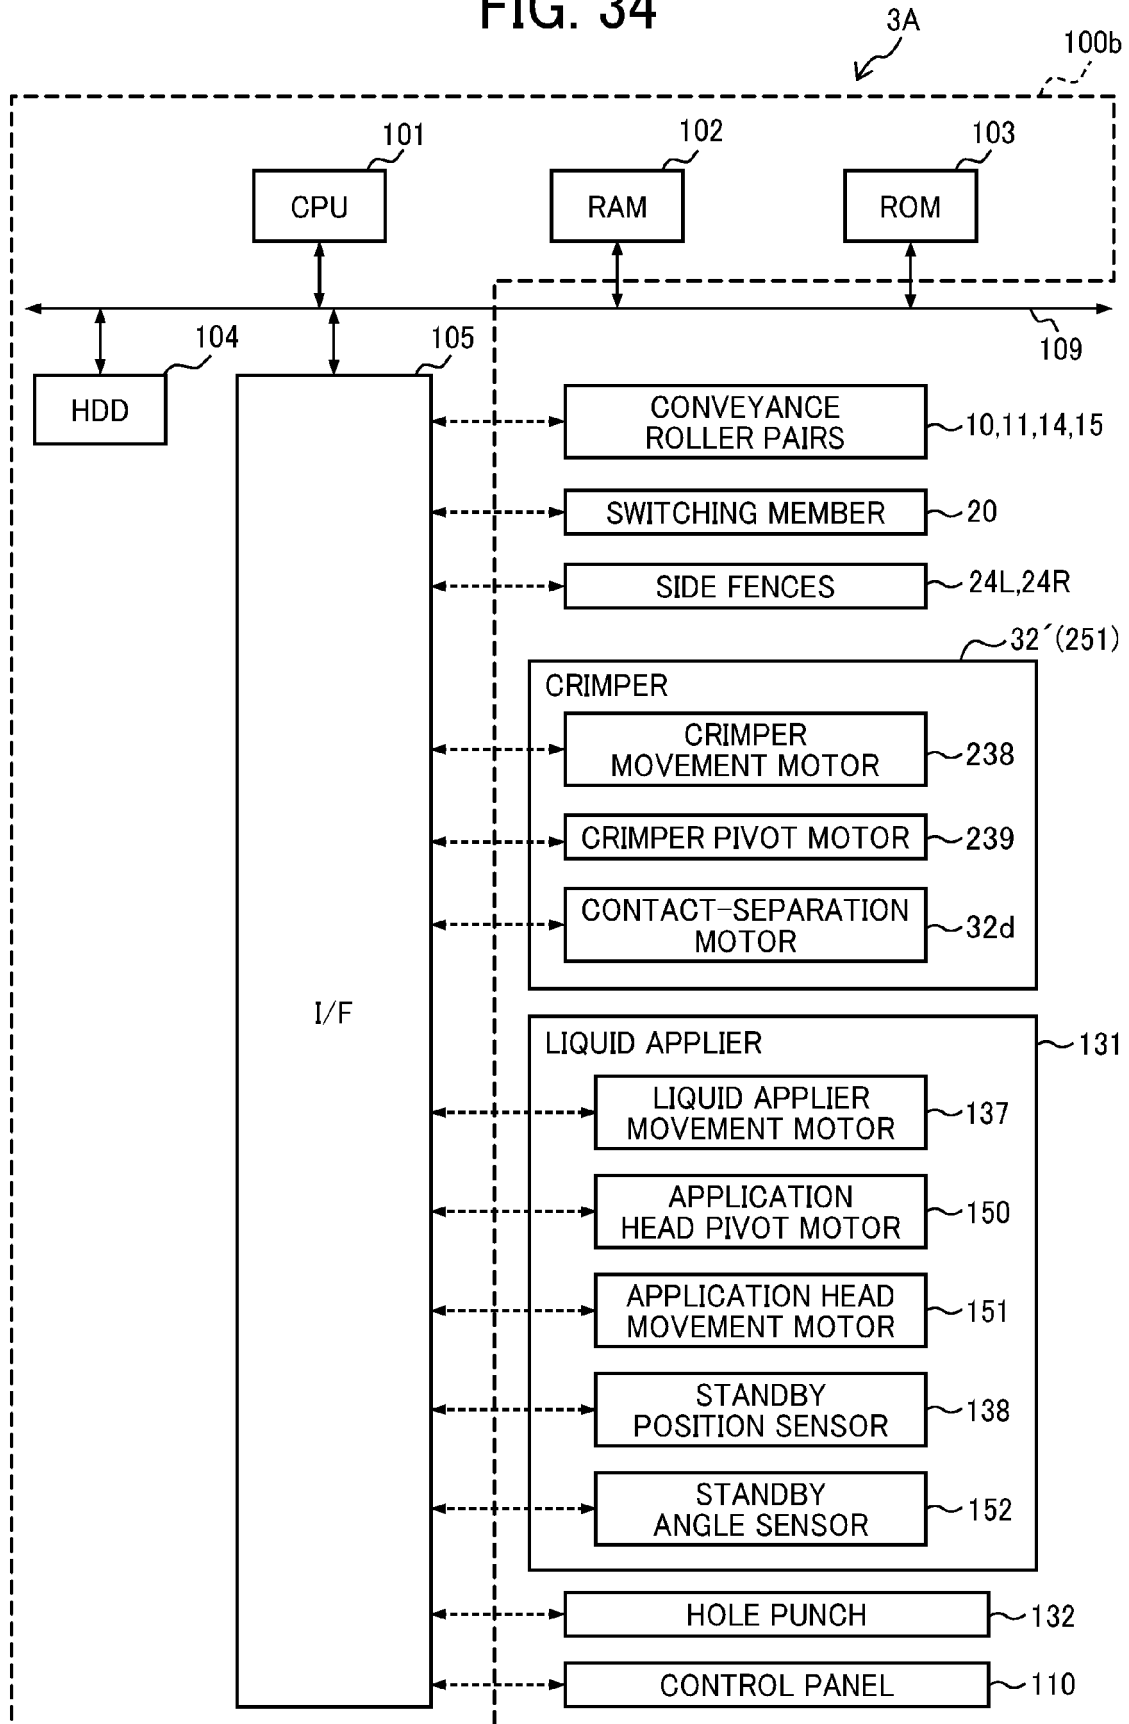 FIG. 34
3A
100b
101
102
103
CPU
RAM
ROM
109
104
105
HDD
I/F
CONVEYANCE
ROLLER PAIRS
10,11,14,15
SWITCHING MEMBER
20
SIDE FENCES
24L,24R
32´(251)
CRIMPER
CRIMPER
MOVEMENT MOTOR
238
CRIMPER PIVOT MOTOR
239
CONTACT-SEPARATION
MOTOR
32d
LIQUID APPLIER
131
LIQUID APPLIER
MOVEMENT MOTOR
137
APPLICATION
HEAD PIVOT MOTOR
150
APPLICATION HEAD
MOVEMENT MOTOR
151
STANDBY
POSITION SENSOR
138
STANDBY
ANGLE SENSOR
152
HOLE PUNCH
132
CONTROL PANEL
110